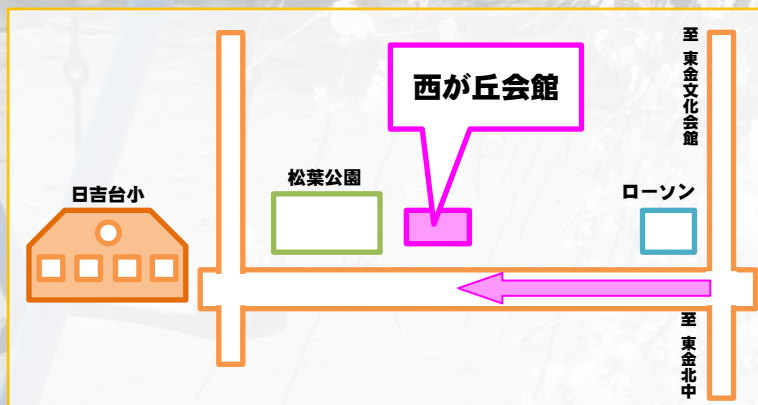 西が丘会館
至 東金文化会館
日吉台小
松葉公園
ローソン
至 東金北中